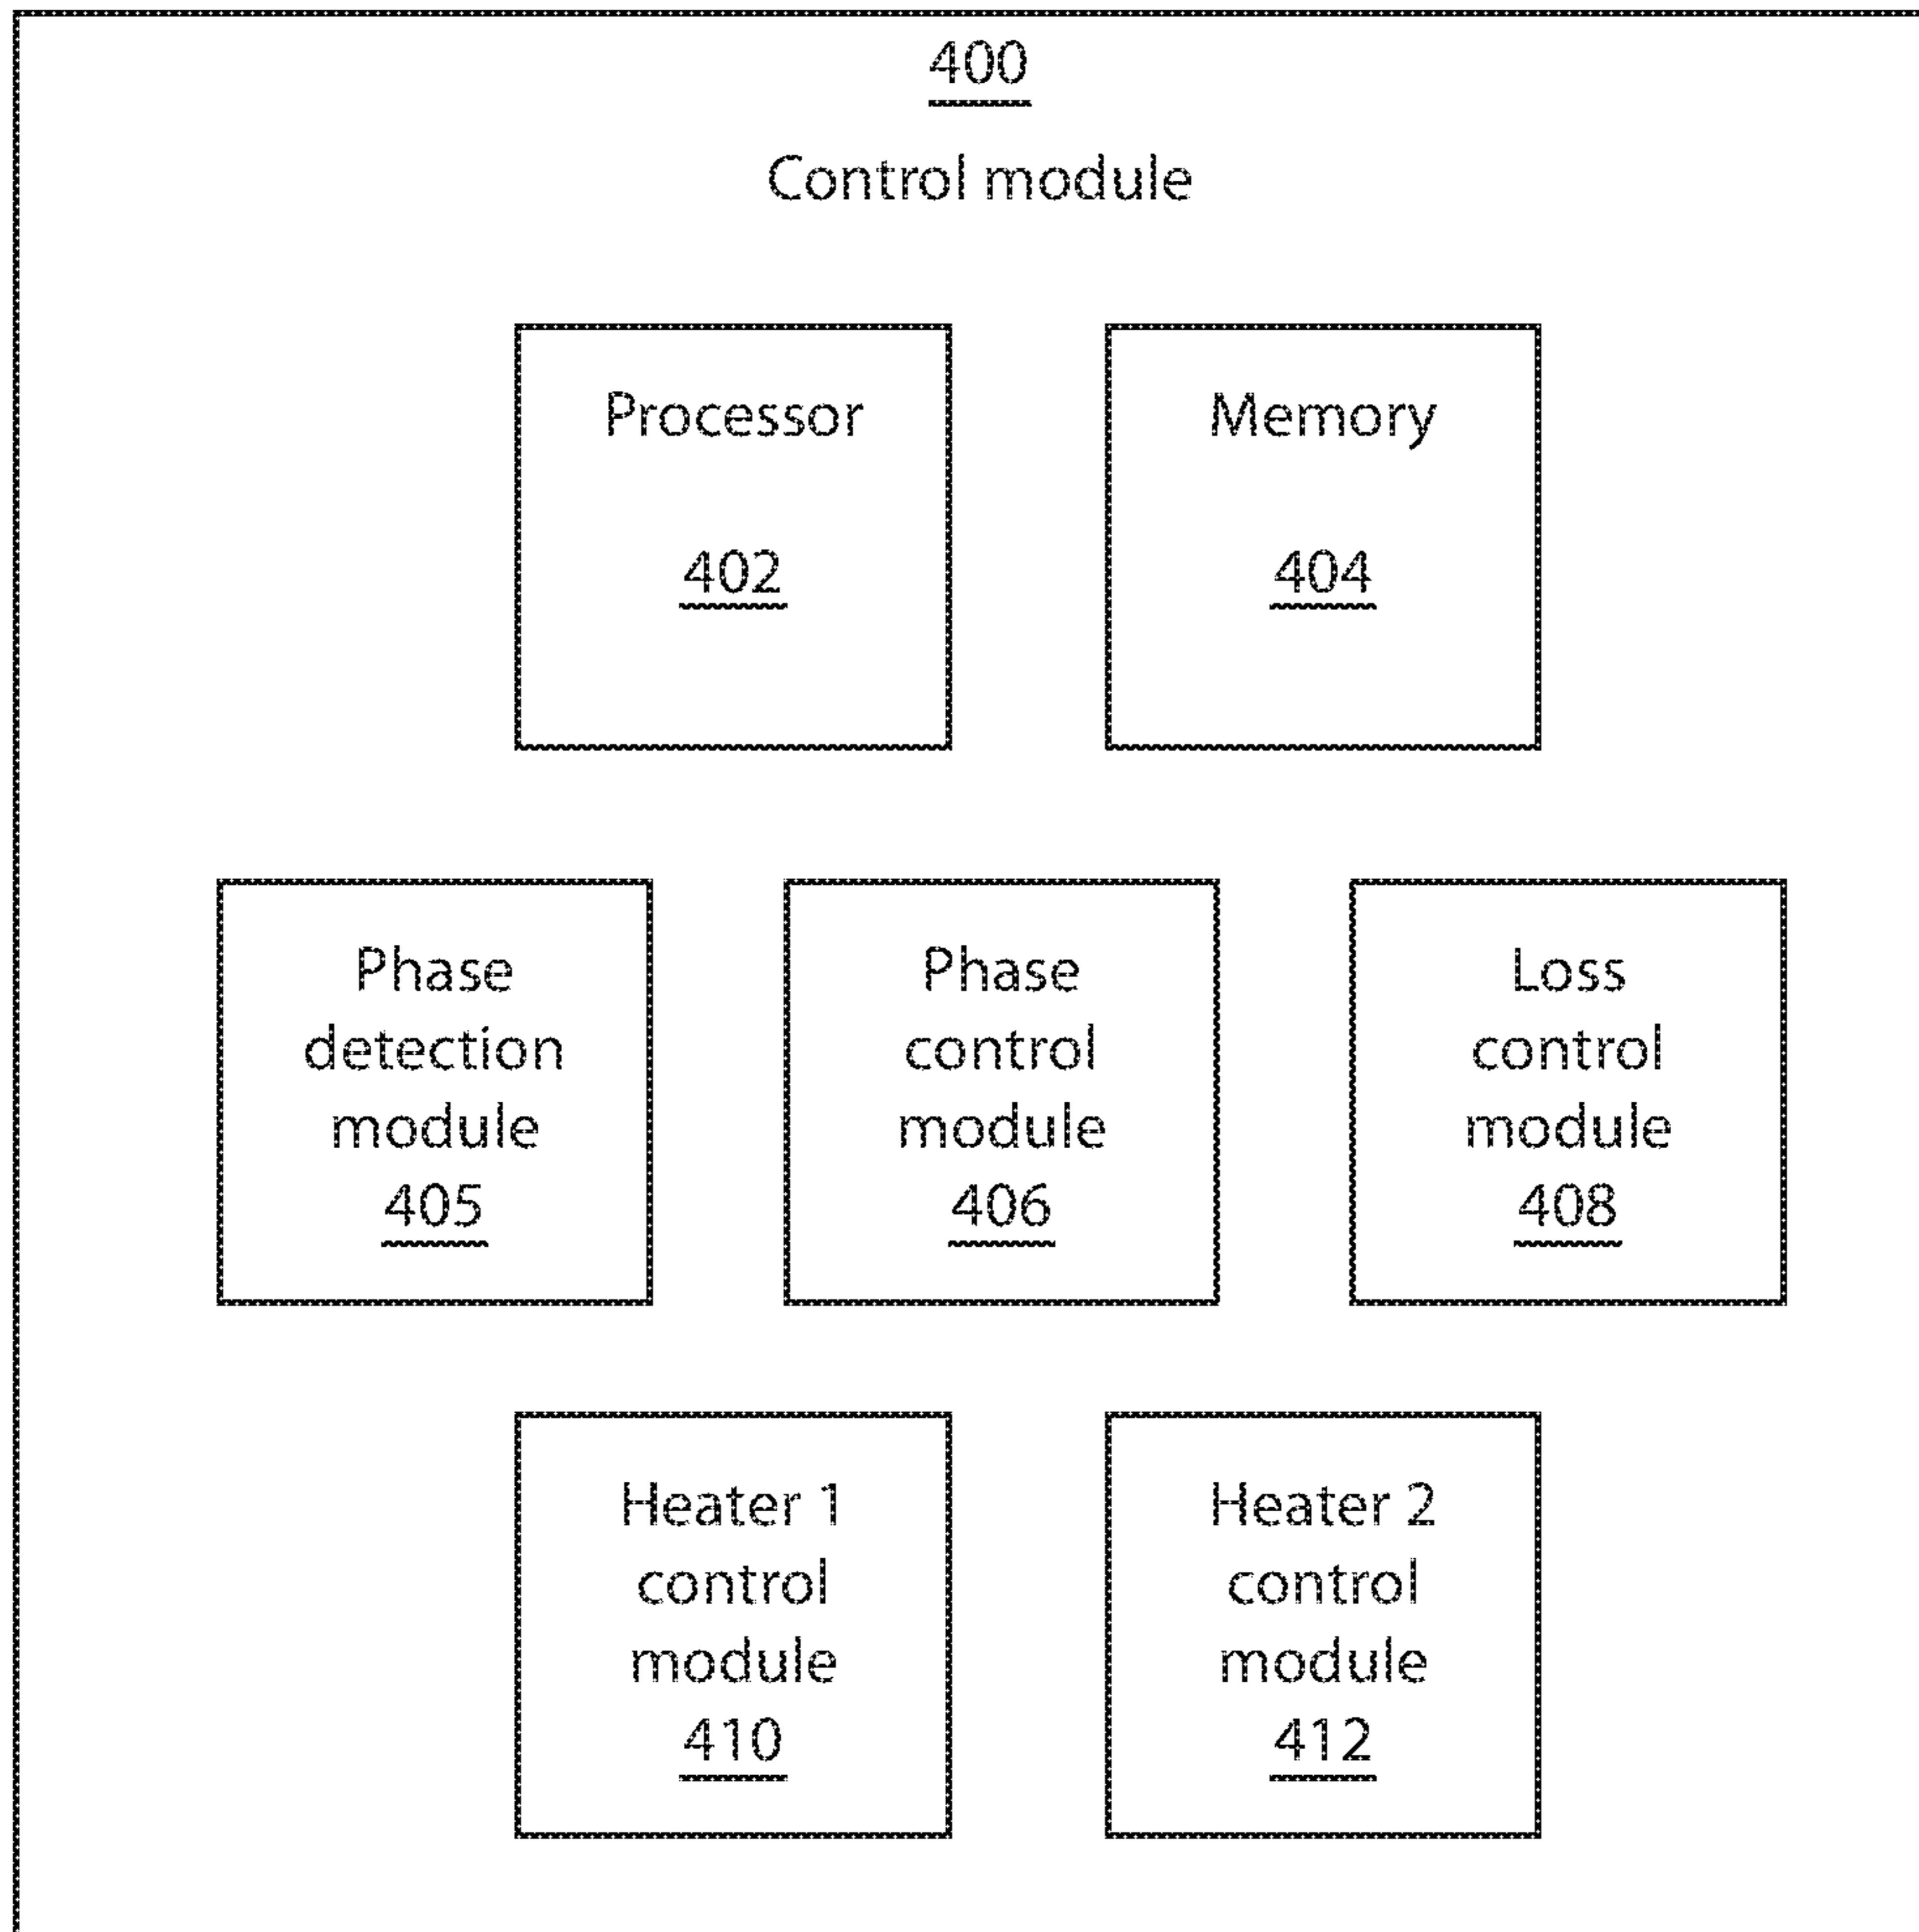 400
Control module
Processor
402
Memory
404
Phase
detection
module
405
Phase
control
module
406
Loss
control
module
408
Heater 1
control
module
410
Heater 2
control
module
412